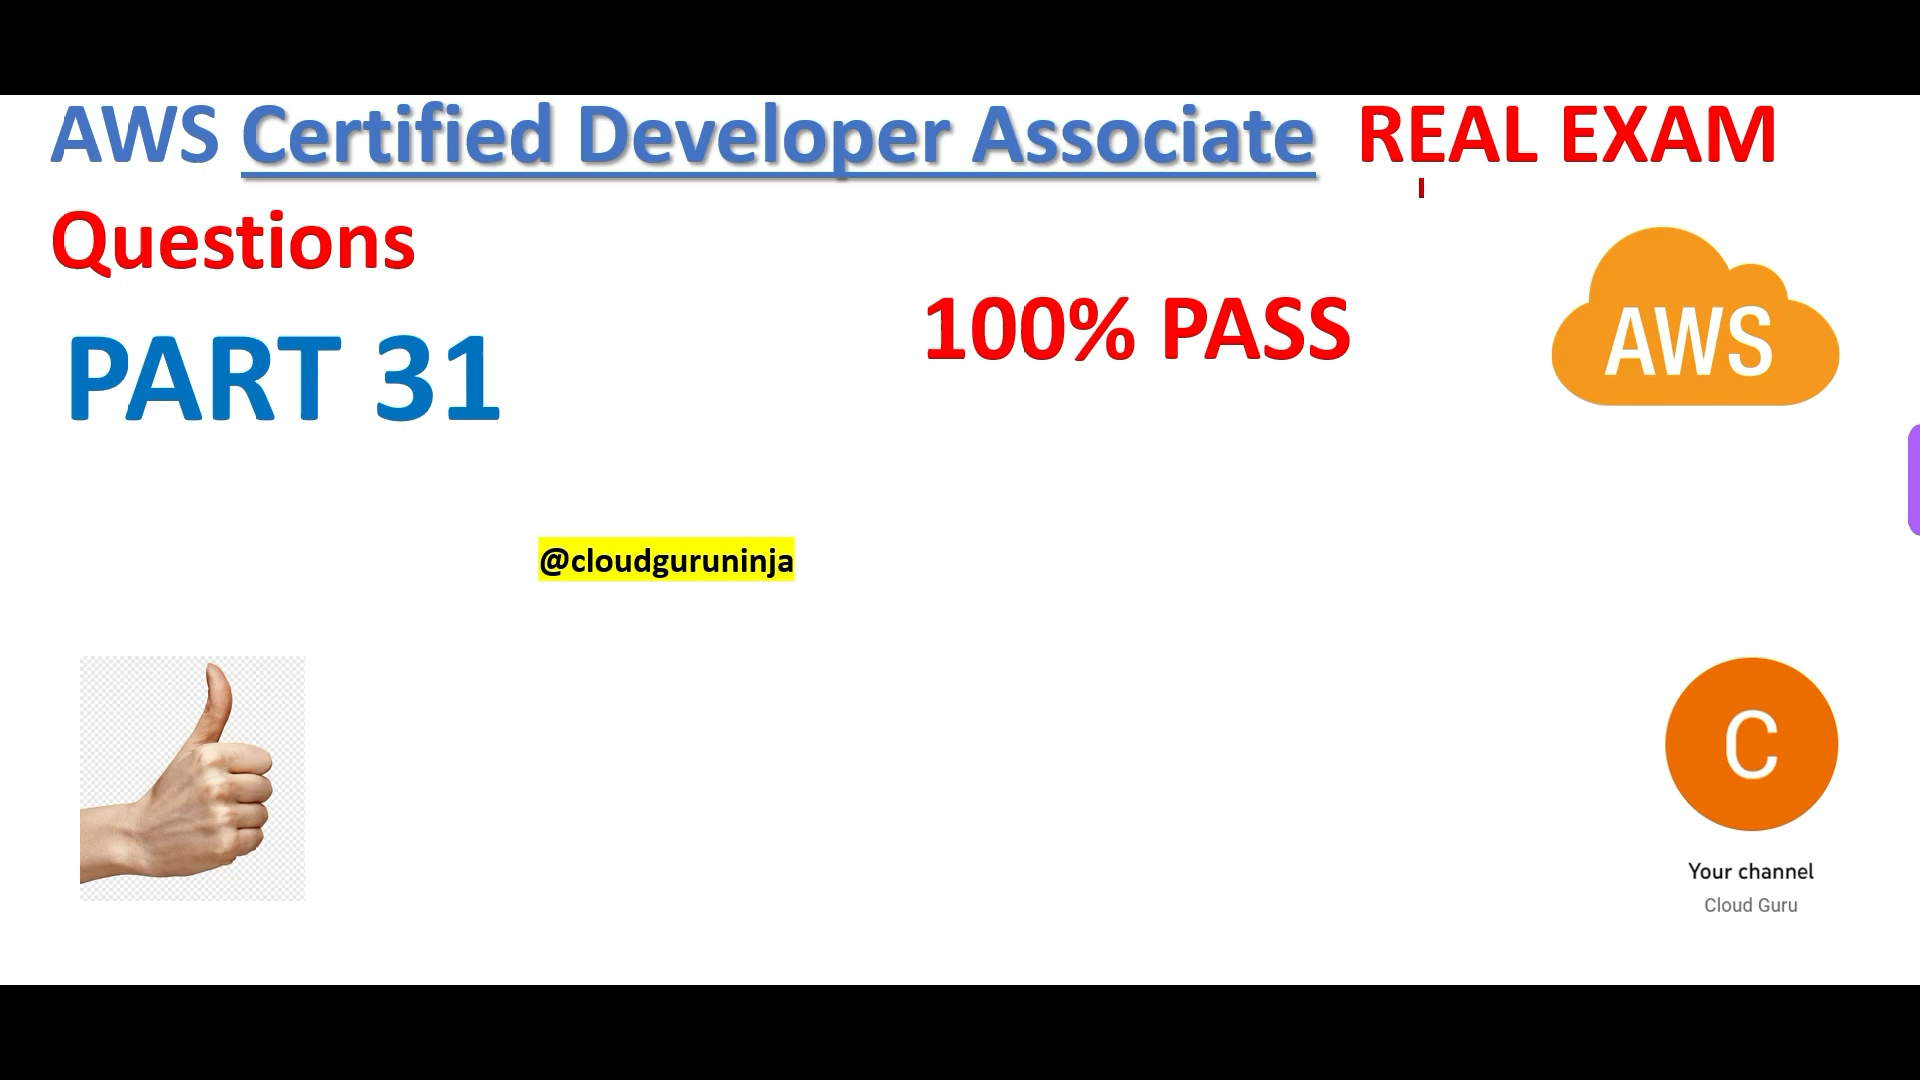 AWS Certified Developer Associate REAL EXAM
Questions
100% PASS
PART 31
AWS
@cloudguruninja
C
Your channel
Cloud Guru